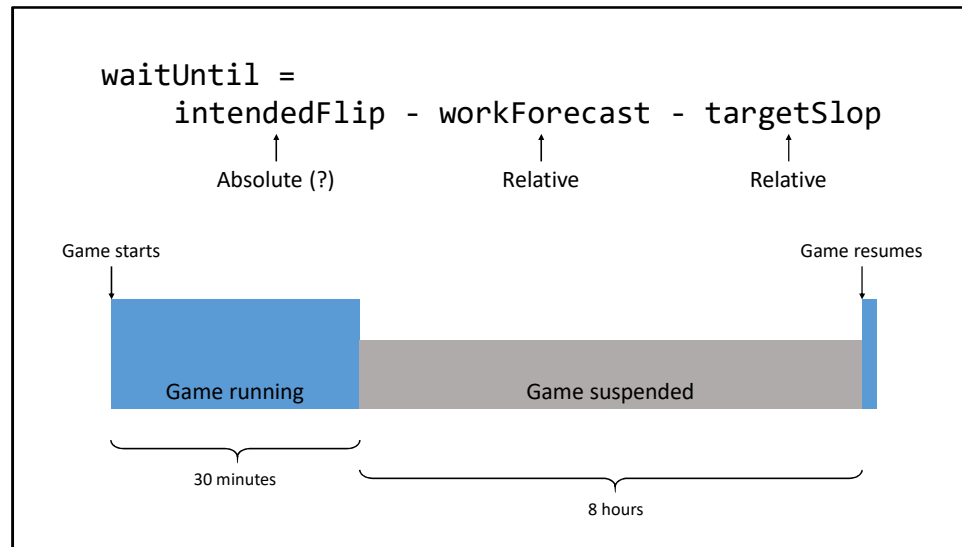 waitUntil =
intendedFlip - workForecast - targetSlop
Absolute (?)
Relative
Relative
Game starts
Game resumes
Game running
Game suspended
30 minutes
8 hours